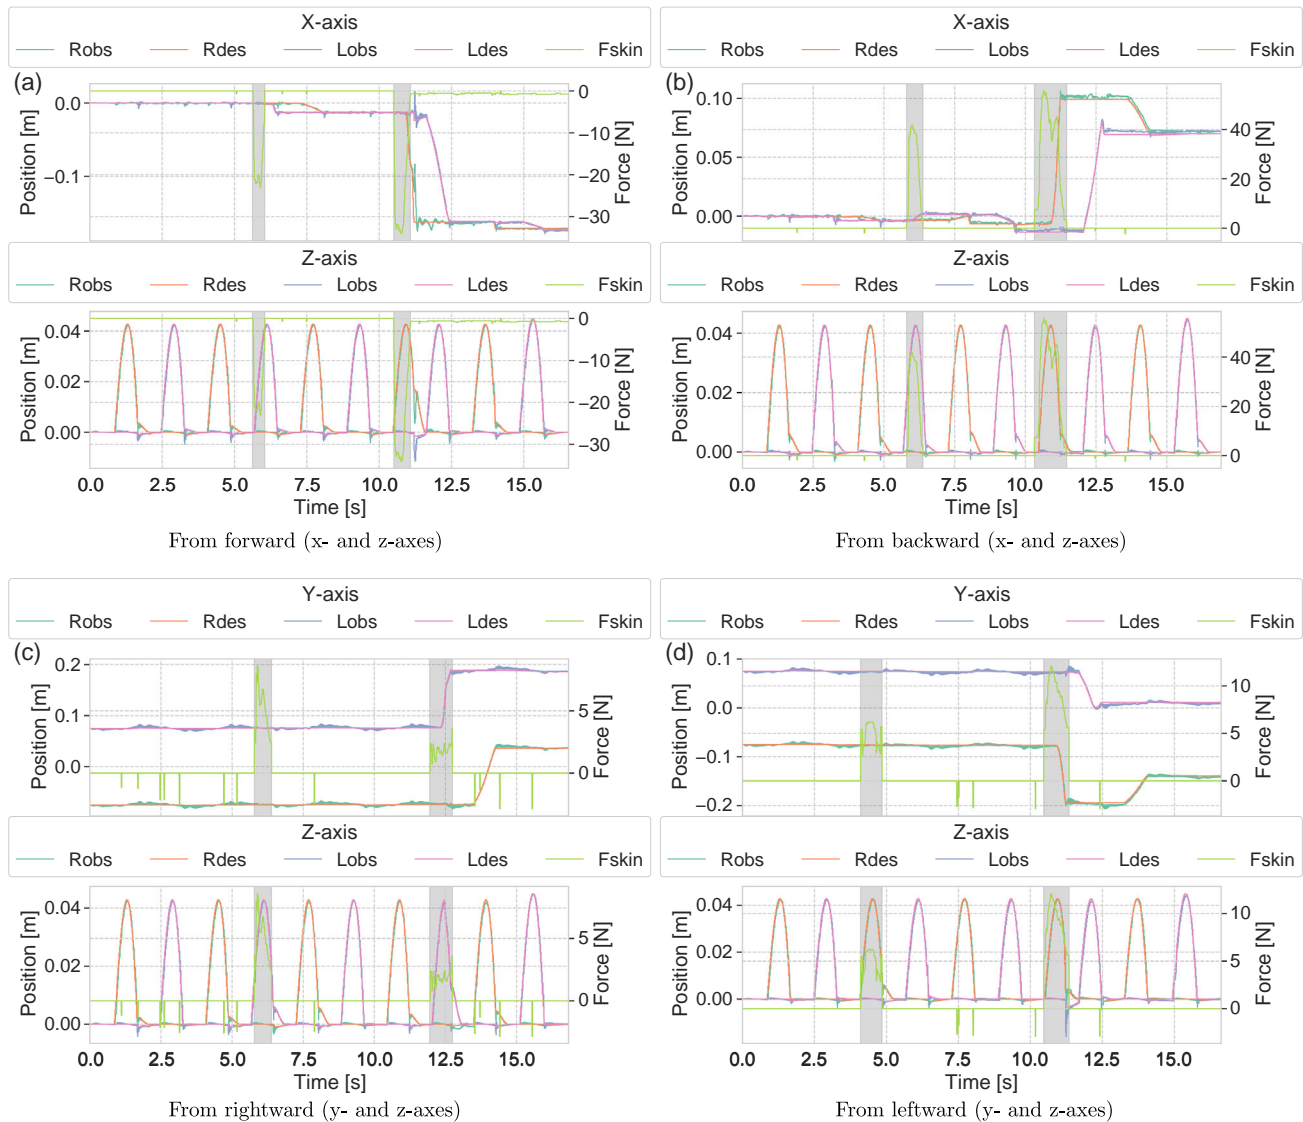 X-axis
Robs Rdes Lobs Ldes Fskin
(a)
Position [m]
0.0
−0.1
Force [N]
0
−10
−20
−30
Z-axis
Robs Rdes Lobs Ldes Fskin
Position [m]
0.04
0.02
0.00
Force [N]
0
−10
−20
−30
0.0 2.5 5.0 7.5 10.0 12.5 15.0
Time [s]
From forward (x- and z-axes)
X-axis
Robs Rdes Lobs Ldes Fskin
(b)
Position [m]
0.10
0.05
0.00
Force [N]
40
20
0
Z-axis
Robs Rdes Lobs Ldes Fskin
Position [m]
0.04
0.02
0.00
Force [N]
40
20
0
0.0 2.5 5.0 7.5 10.0 12.5 15.0
Time [s]
From backward (x- and z-axes)
Y-axis
Robs Rdes Lobs Ldes Fskin
(c)
Position [m]
0.2
0.1
0.0
Force [N]
5
0
Z-axis
Robs Rdes Lobs Ldes Fskin
Position [m]
0.04
0.02
0.00
Force [N]
5
0
0.0 2.5 5.0 7.5 10.0 12.5 15.0
Time [s]
From rightward (y- and z-axes)
Y-axis
Robs Rdes Lobs Ldes Fskin
(d)
Position [m]
0.1
0.0
−0.1
−0.2
Force [N]
10
5
0
Z-axis
Robs Rdes Lobs Ldes Fskin
Position [m]
0.04
0.02
0.00
Force [N]
10
5
0
0.0 2.5 5.0 7.5 10.0 12.5 15.0
Time [s]
From leftward (y- and z-axes)